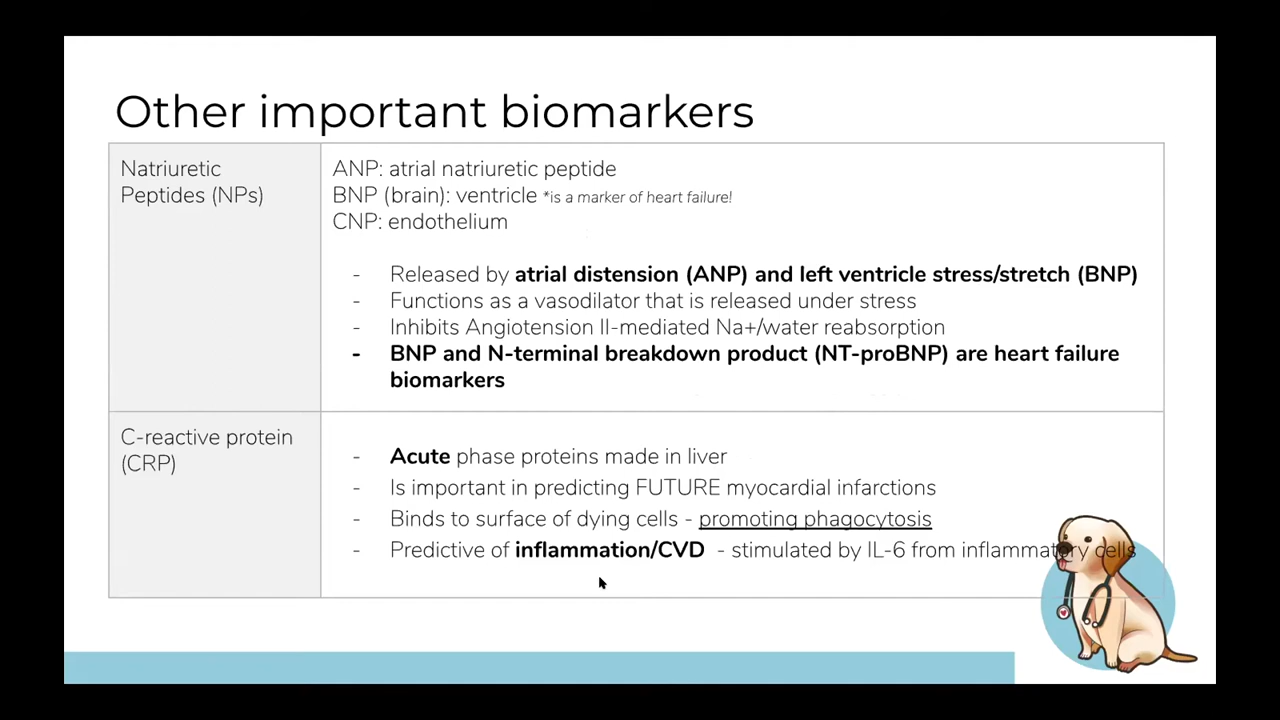 Other important biomarkers
Natriuretic
Peptides (NPs)
ANP: atrial natriuretic peptide
BNP (brain): ventricle *is a marker of heart failure!
CNP: endothelium
- Released by atrial distension (ANP) and left ventricle stress/stretch (BNP)
- Functions as a vasodilator that is released under stress
- Inhibits Angiotension II-mediated Na+/water reabsorption
- BNP and N-terminal breakdown product (NT-proBNP) are heart failure
biomarkers
C-reactive protein
(CRP)
- Acute phase proteins made in liver
- Is important in predicting FUTURE myocardial infarctions
- Binds to surface of dying cells - promoting phagocytosis
- Predictive of inflammation/CVD - stimulated by IL-6 from inflammatory cells